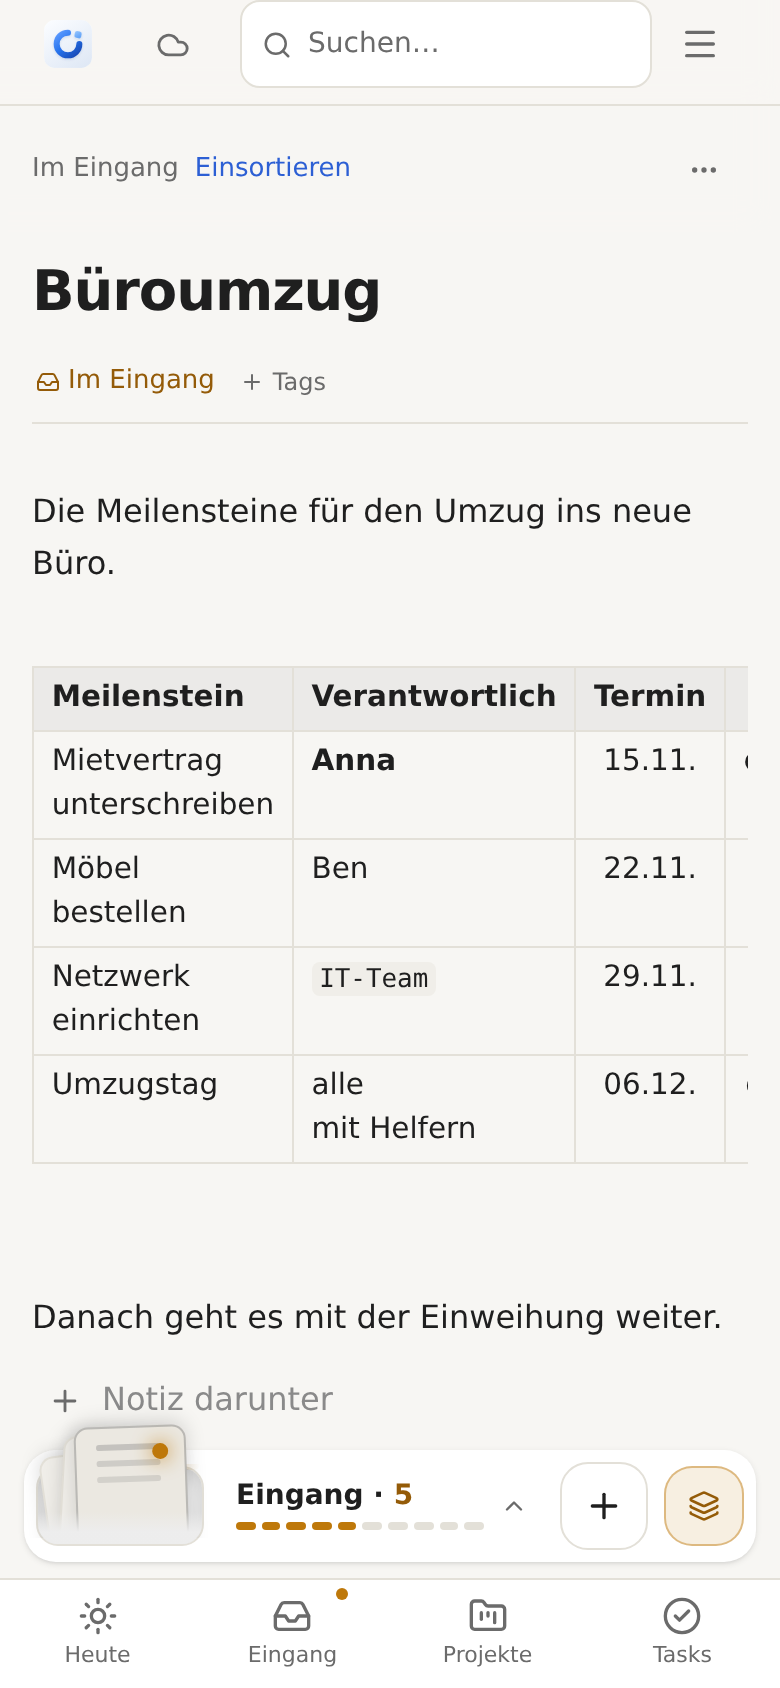 Suchen...
Im Eingang Einsortieren
Büroumzug
Im Eingang + Tags
Die Meilensteine für den Umzug ins neue
Büro.
Meilenstein Verantwortlich Termin
Mietvertrag unterschreiben Anna 15.11.
Möbel bestellen Ben 22.11.
Netzwerk einrichten IT-Team 29.11.
Umzugstag alle mit Helfern 06.12.
Danach geht es mit der Einweihung weiter.
+ Notiz darunter
Eingang · 5
Heute Eingang Projekte Tasks